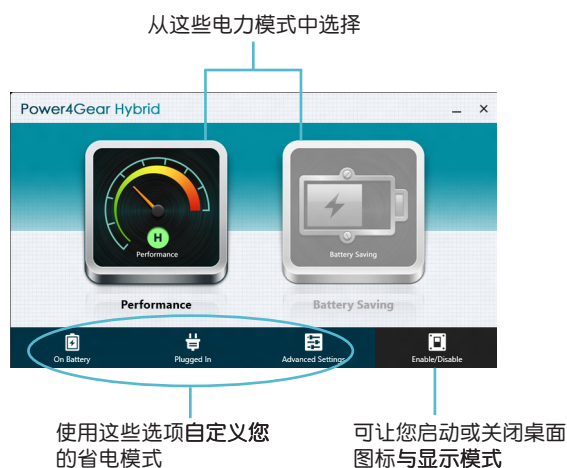 从这些电力模式中选择
Power4Gear Hybrid
H
Performance
Battery Saving
Performance
Battery Saving
On Battery
Plugged In
Advanced Settings
Enable/Disable
使用这些选项自定义您
的省电模式
可让您启动或关闭桌面
图标与显示模式